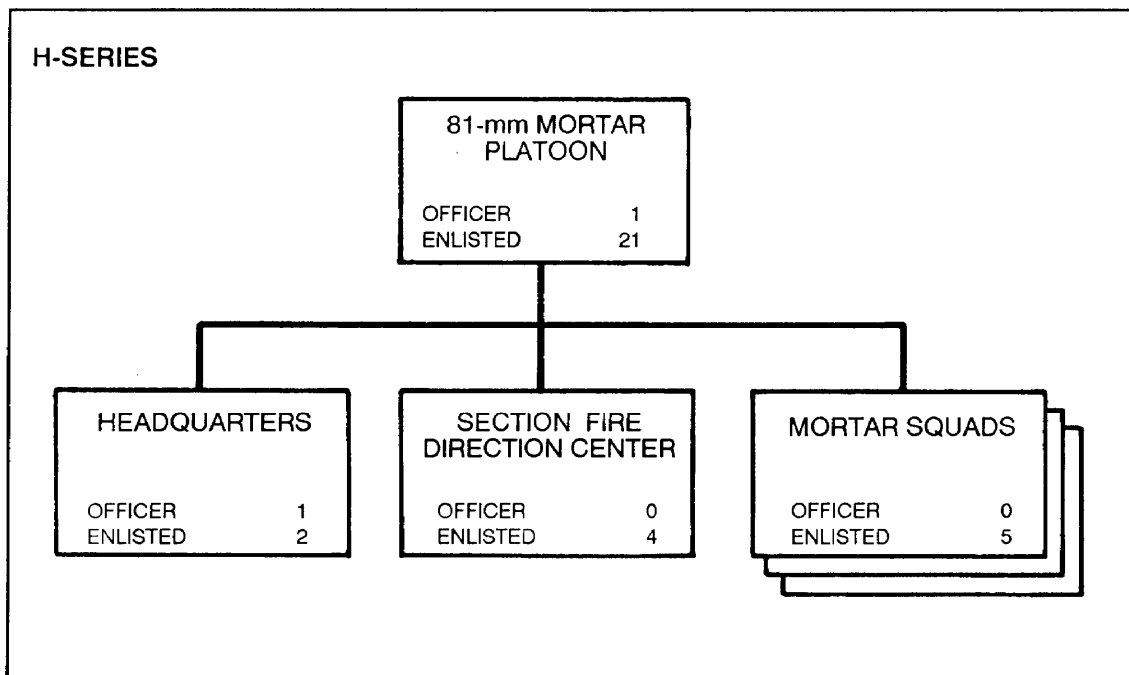 H-SERIES
81-mm MORTAR
PLATOON
OFFICER 1
ENLISTED 21
HEADQUARTERS
OFFICER 1
ENLISTED 2
SECTION FIRE
DIRECTION CENTER
OFFICER 0
ENLISTED 4
MORTAR SQUADS
OFFICER 0
ENLISTED 5